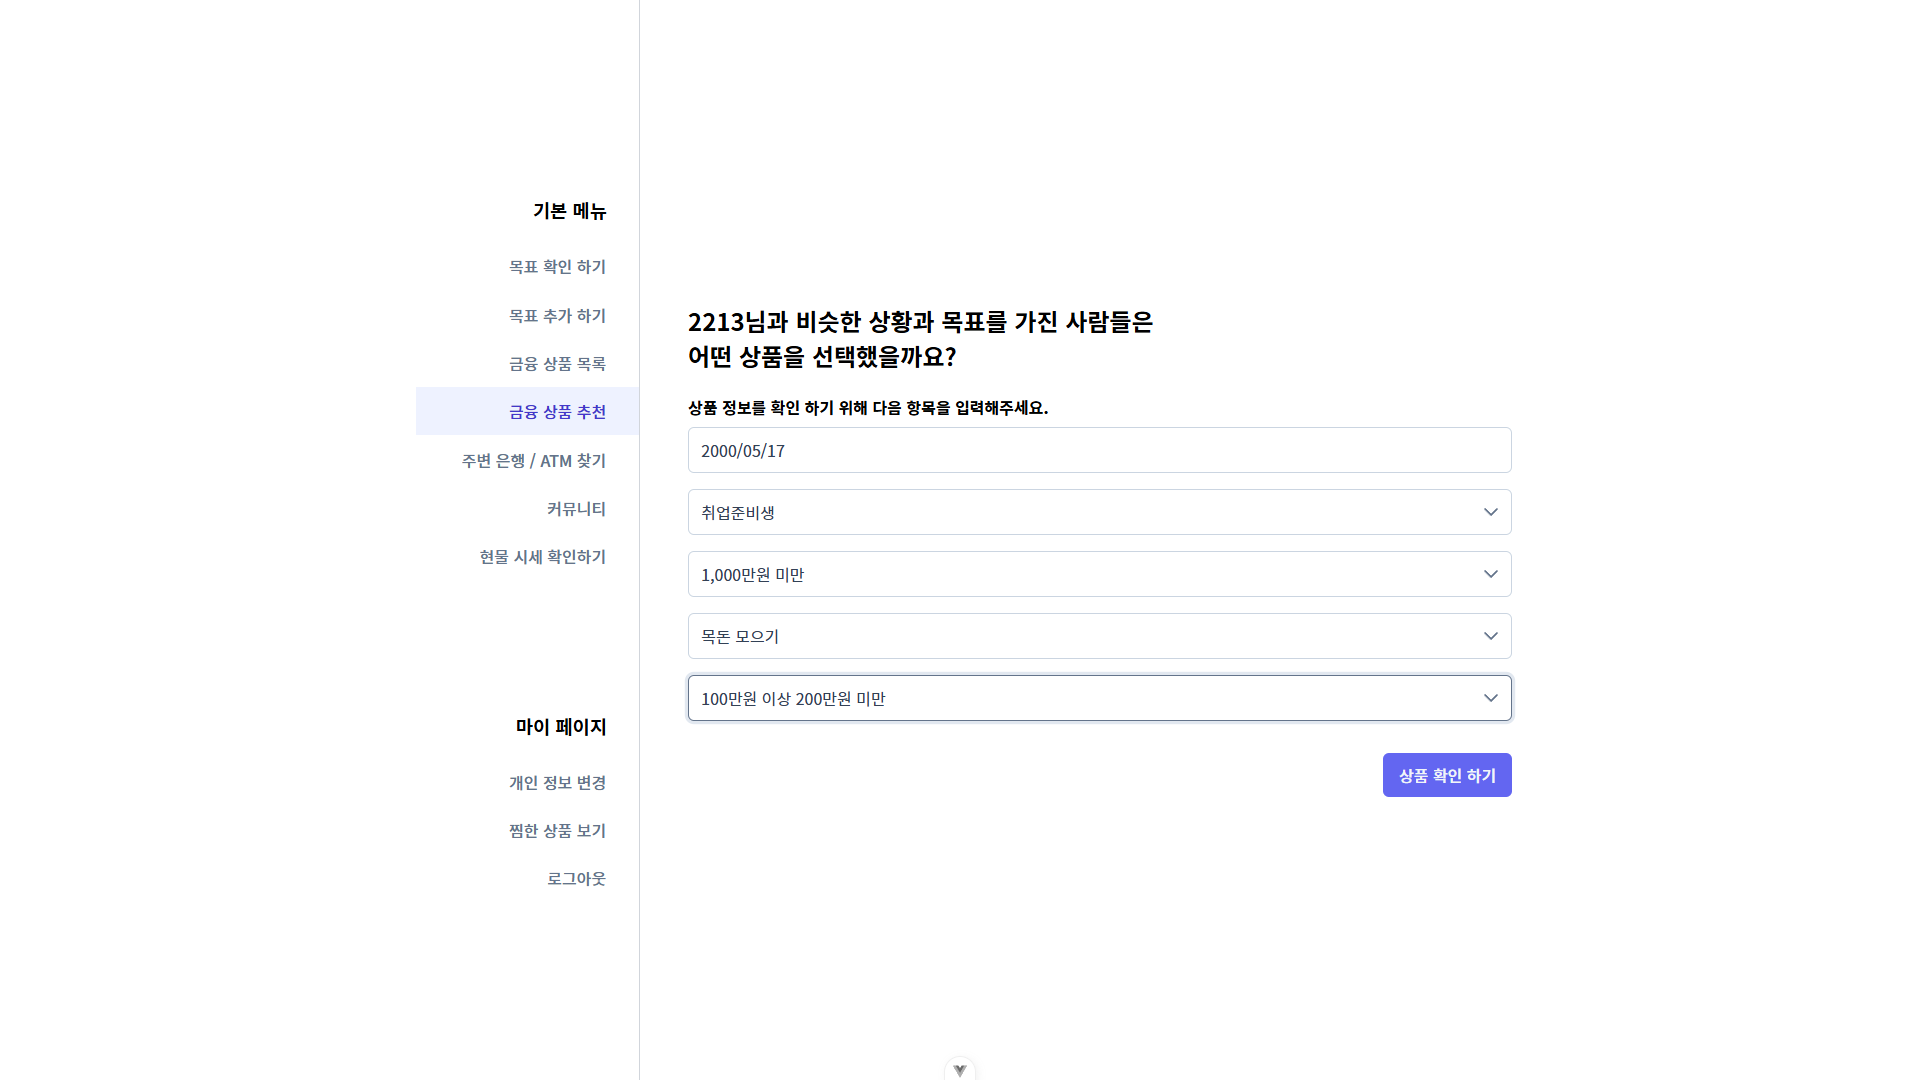 기본 메뉴
목표 확인 하기
목표 추가 하기
금융 상품 목록
금융 상품 추천
주변 은행 / ATM 찾기
커뮤니티
현물 시세 확인하기
마이 페이지
개인 정보 변경
찜한 상품 보기
로그아웃
2213님과 비슷한 상황과 목표를 가진 사람들은
어떤 상품을 선택했을까요?
상품 정보를 확인 하기 위해 다음 항목을 입력해주세요.
2000/05/17
취업준비생
1,000만원 미만
목돈 모으기
100만원 이상 200만원 미만
상품 확인 하기